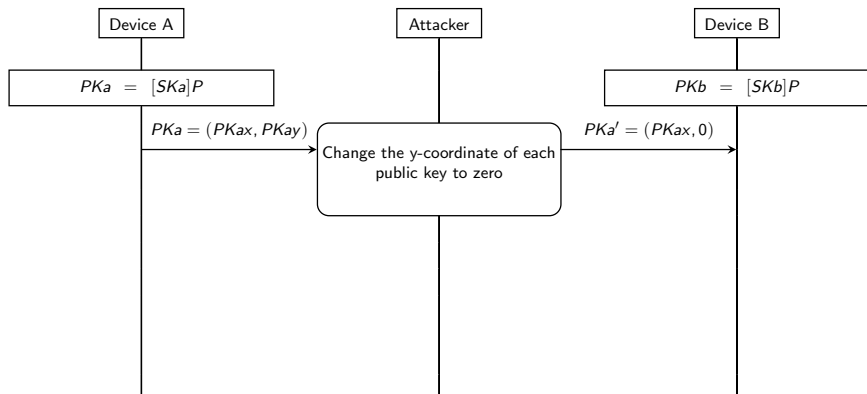 Device A
Attacker
Device B
PKa = [SKa]P
PKb = [SKb]P
PKa = (PKax, PKay)
PKa′ = (PKax, 0)
Change the y-coordinate of each
public key to zero